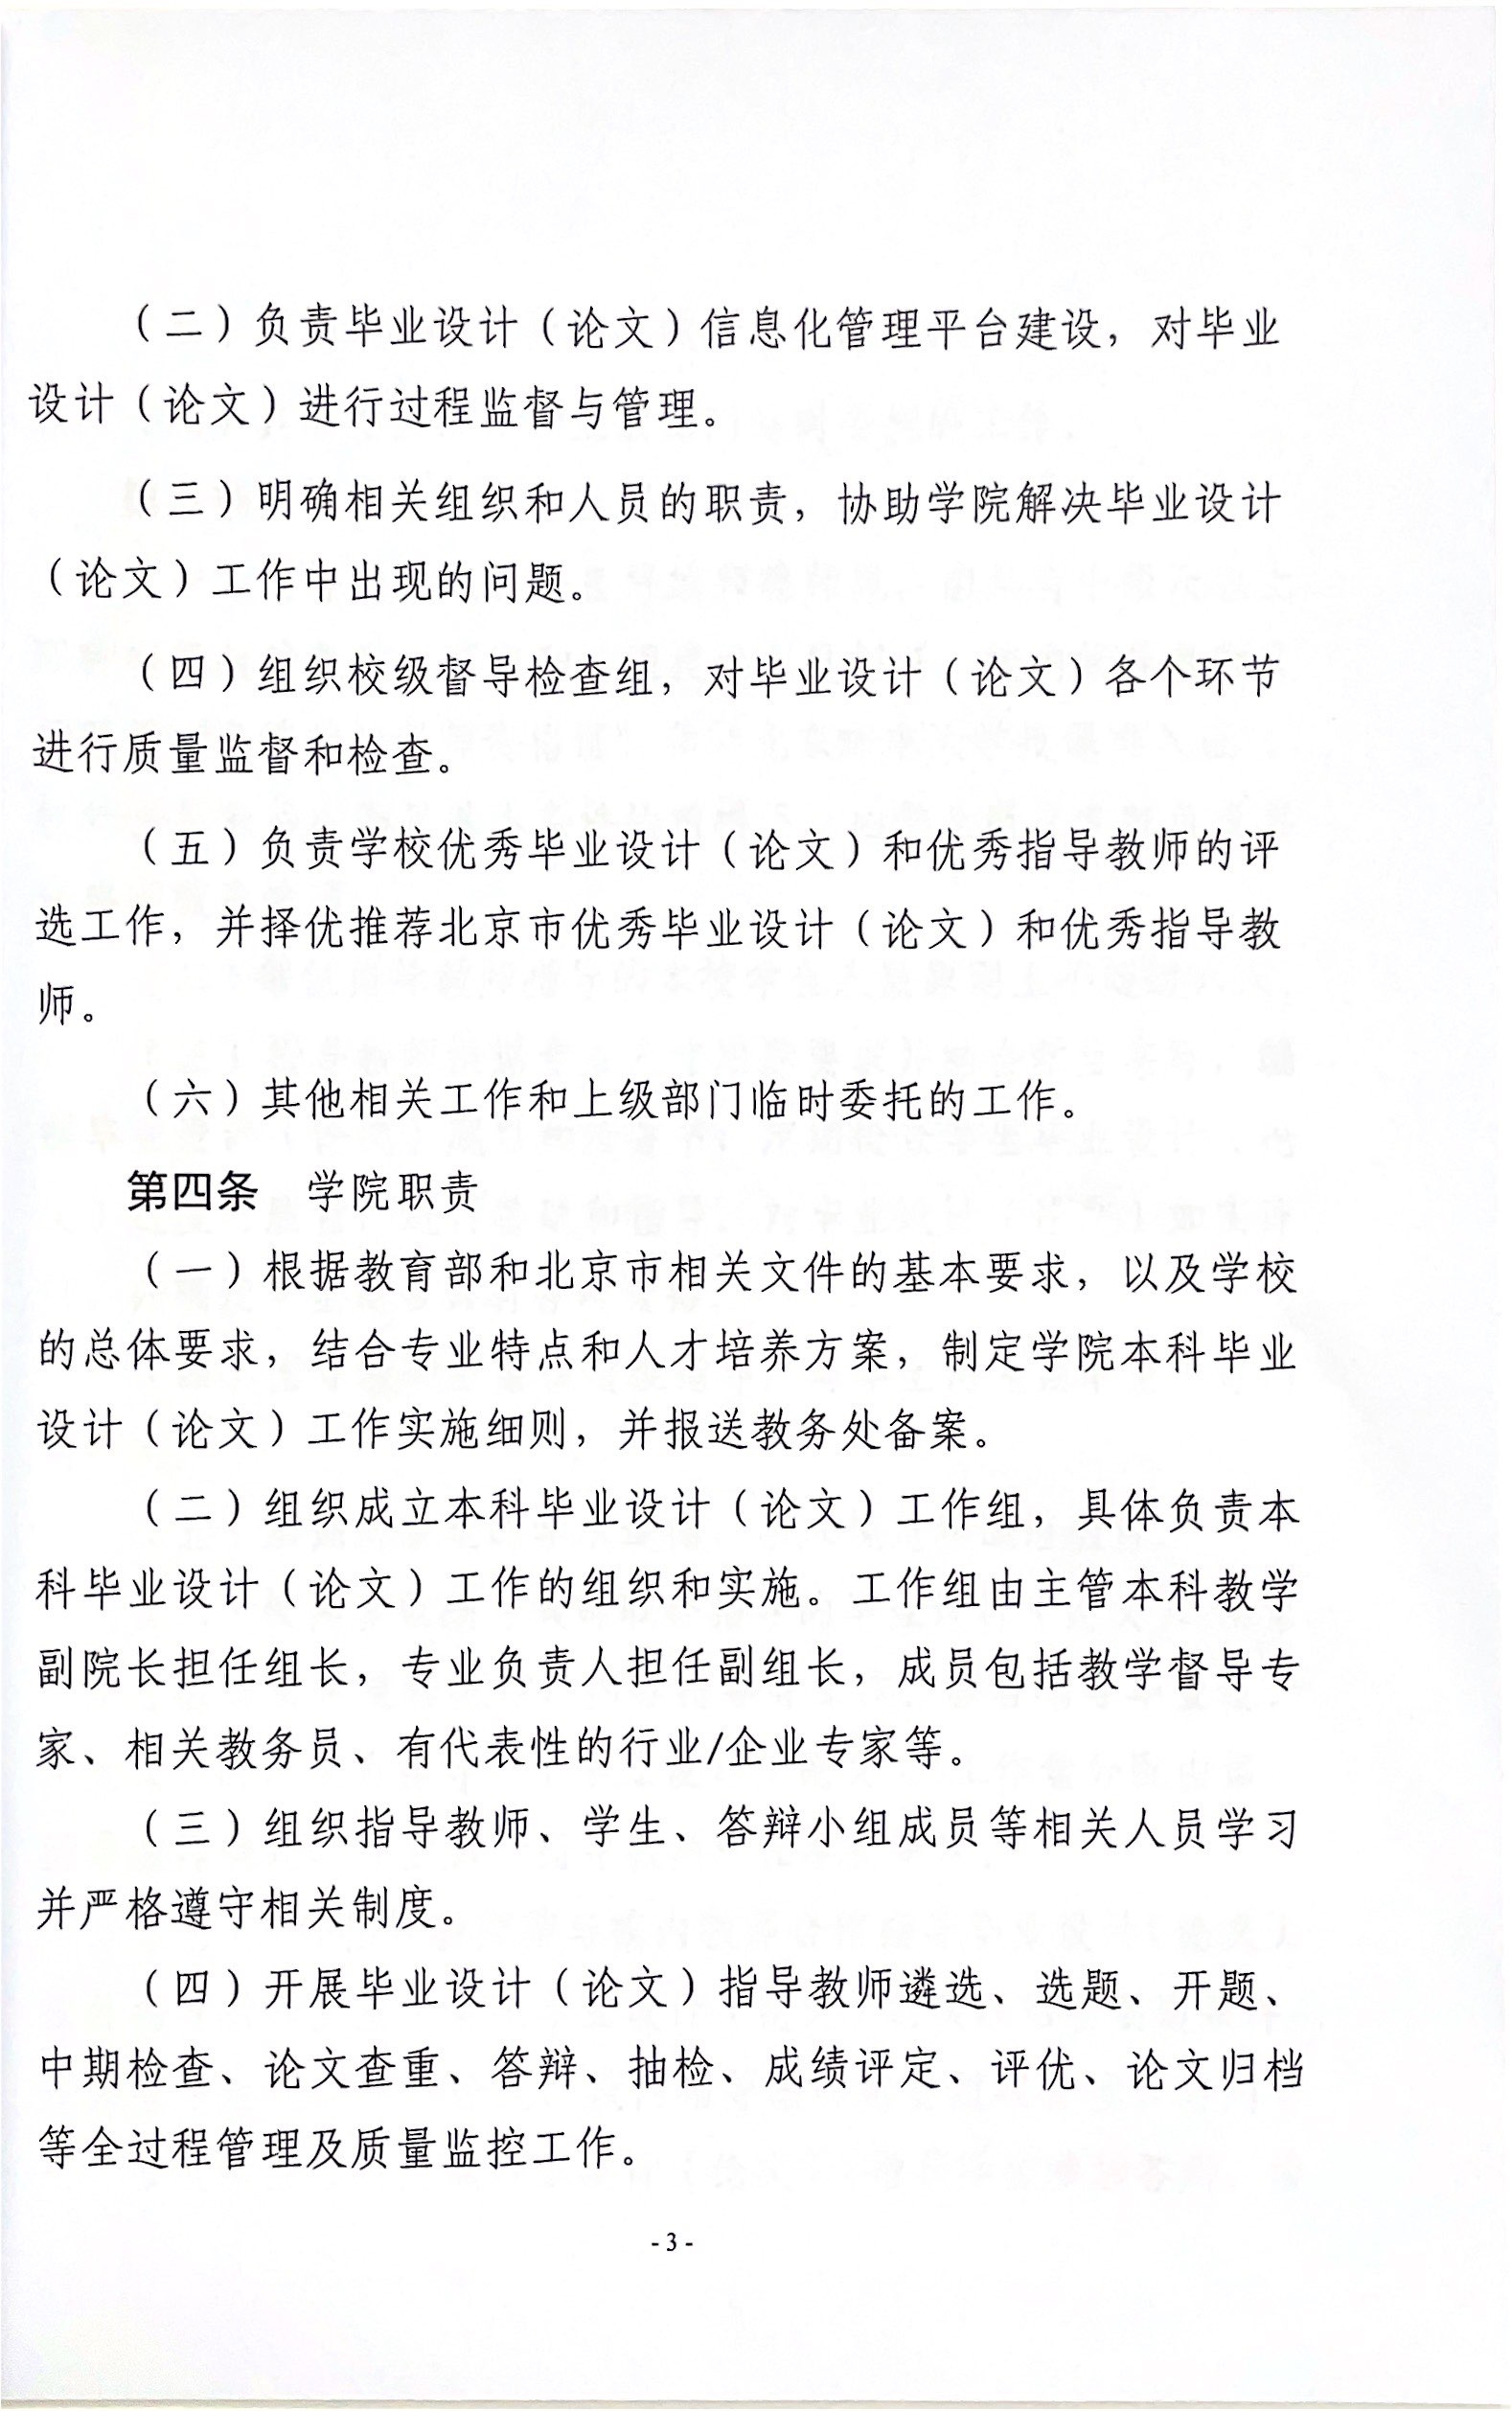 （二）负责毕业设计（论文）信息化管理平台建设，对毕业
设计（论文）进行过程监督与管理。
（三）明确相关组织和人员的职责，协助学院解决毕业设计
（论文）工作中出现的问题。
（四）组织校级督导检查组，对毕业设计（论文）各个环节
进行质量监督和检查。
（五）负责学校优秀毕业设计（论文）和优秀指导教师的评
选工作，并择优推荐北京市优秀毕业设计（论文）和优秀指导教
师。
（六）其他相关工作和上级部门临时委托的工作。
第四条　学院职责
（一）根据教育部和北京市相关文件的基本要求，以及学校
的总体要求，结合专业特点和人才培养方案，制定学院本科毕业
设计（论文）工作实施细则，并报送教务处备案。
（二）组织成立本科毕业设计（论文）工作组，具体负责本
科毕业设计（论文）工作的组织和实施。工作组由主管本科教学
副院长担任组长，专业负责人担任副组长，成员包括教学督导专
家、相关教务员、有代表性的行业/企业专家等。
（三）组织指导教师、学生、答辩小组成员等相关人员学习
并严格遵守相关制度。
（四）开展毕业设计（论文）指导教师遴选、选题、开题、
中期检查、论文查重、答辩、抽检、成绩评定、评优、论文归档
等全过程管理及质量监控工作。
- 3 -